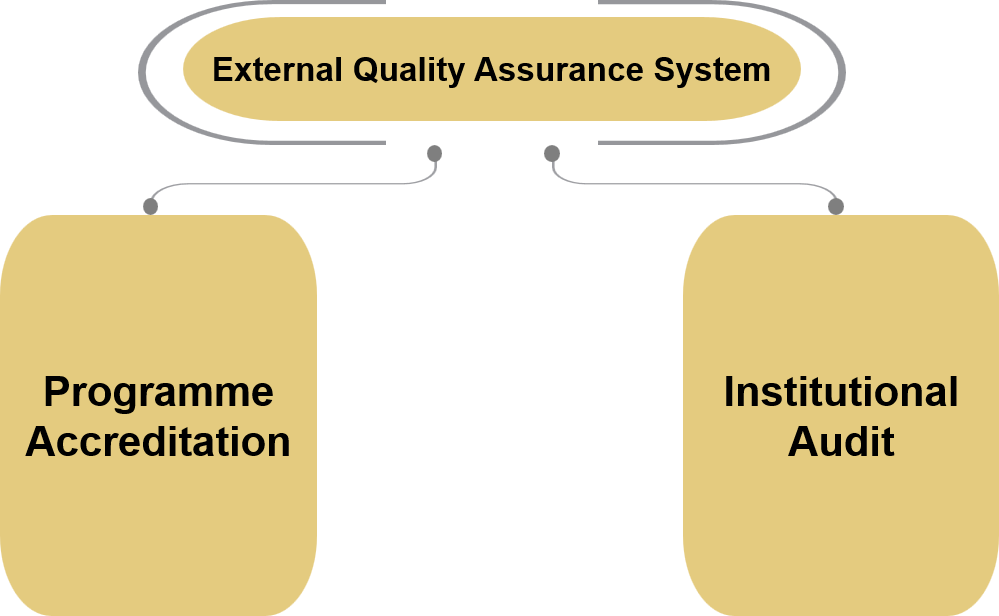 External Quality Assurance System
Programme
Accreditation
Institutional
Audit